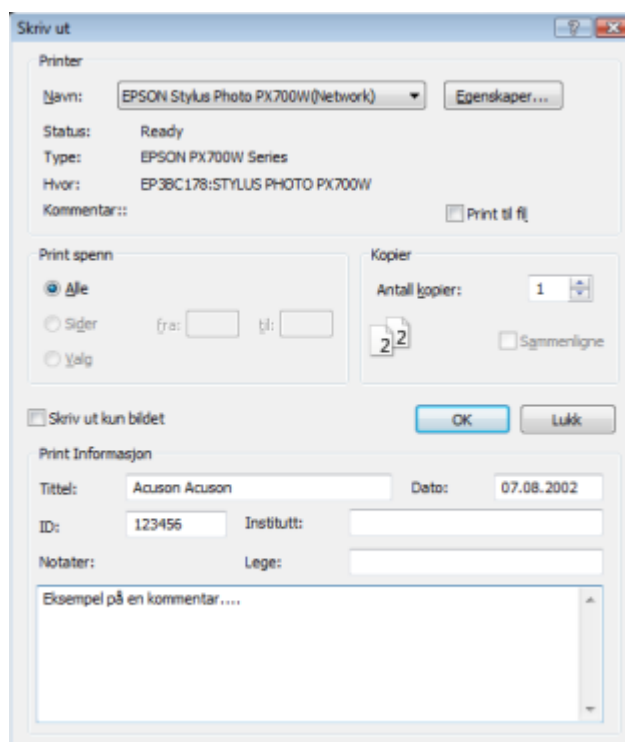 Skriv ut
Printer
Navn: EPSON Stylus Photo PX700W(Network) Egenskaper...
Status: Ready
Type: EPSON PX700W Series
Hvor: EP3BC178:STYLUS PHOTO PX700W
Kommentar:: Print til fil
Print spenn Kopier
Alle Antall kopier: 1
Sider fra: til: 2 2 Sammenligne
Valg
Skriv ut kun bildet OK Lukk
Print Informasjon
Tittel: Acuson Acuson Dato: 07.08.2002
ID: 123456 Institutt:
Notater: Lege:
Eksempel på en kommentar....